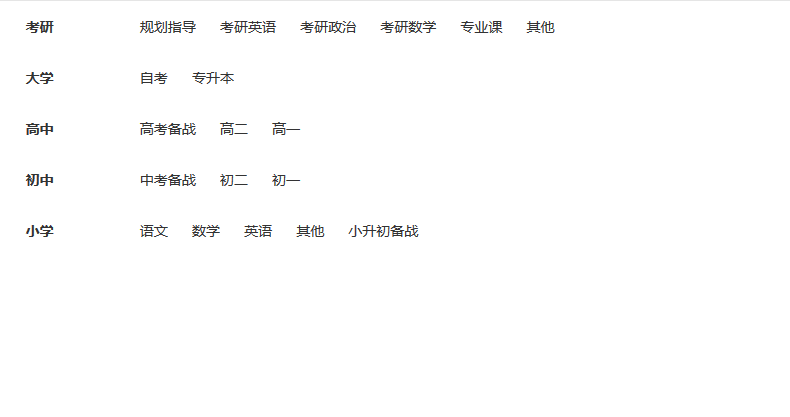 考研 规划指导 考研英语 考研政治 考研数学 专业课 其他
大学 自考 专升本
高中 高考备战 高二 高一
初中 中考备战 初二 初一
小学 语文 数学 英语 其他 小升初备战